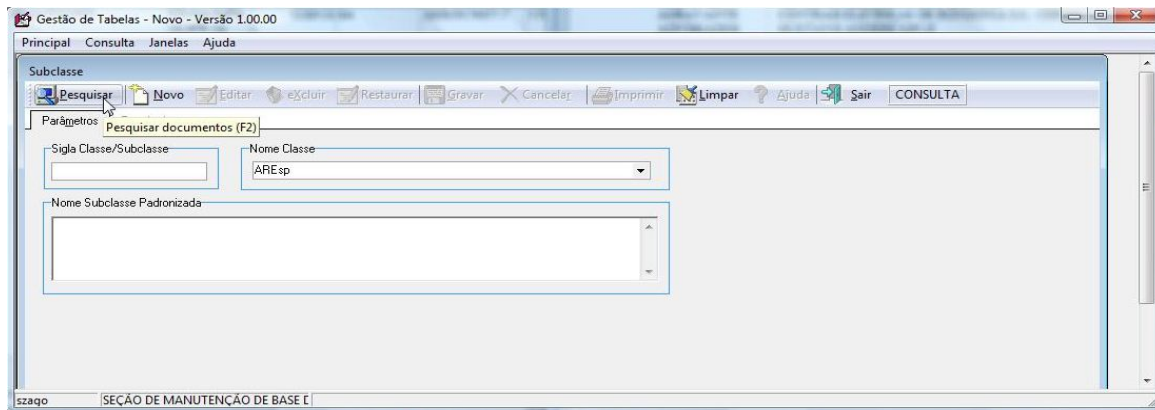 Gestão de Tabelas - Novo - Versão 1.00.00
Principal Consulta Janelas Ajuda
Subclasse
Pesquisar Novo Editar eXcluir Restaurar Gravar Cancelar Imprimir Limpar Ajuda Sair CONSULTA
Parâmetros
Pesquisar documentos (F2)
Sigla Classe/Subclasse Nome Classe
AREsp
Nome Subclasse Padronizada
szago SEÇÃO DE MANUTENÇÃO DE BASE D